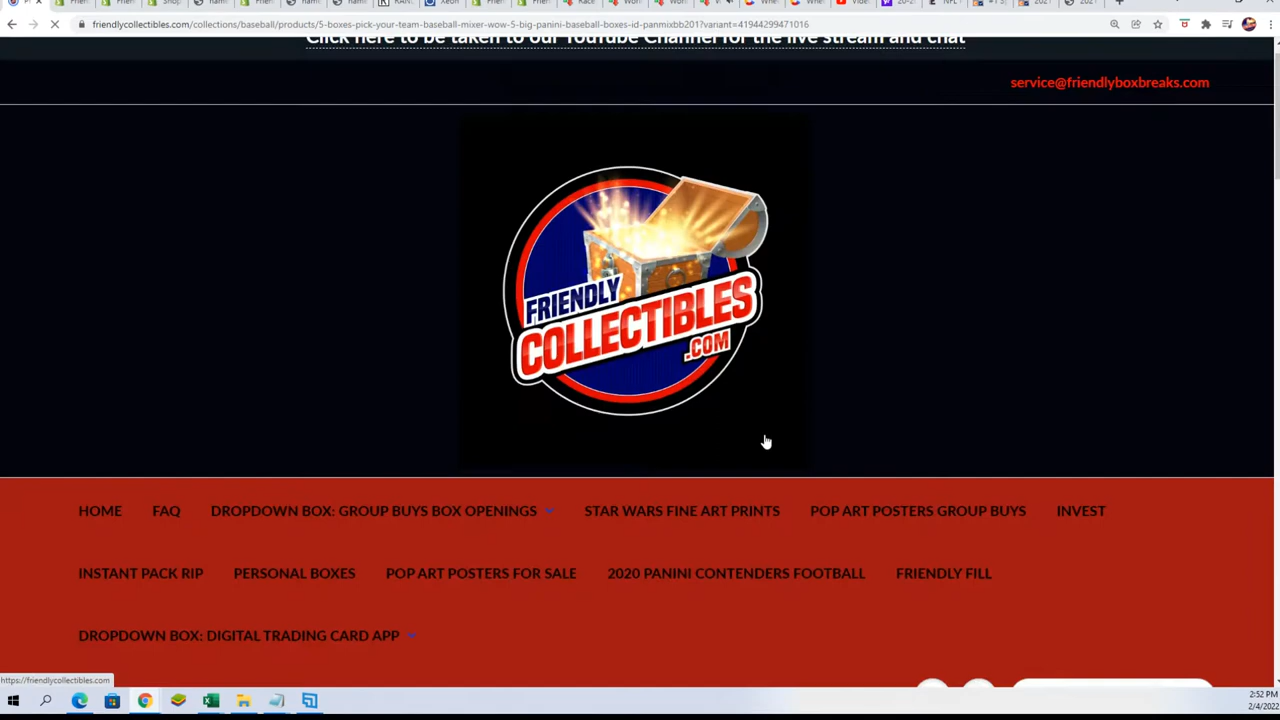 friendlycollectibles.com/collections/baseball/products/5-boxes-pick-your-team-baseball-mixer-wow-5-big-panini-baseball-boxes-id-panmixbb201?variant=41944299471016
Click here to be taken to our YouTube Channel for the live stream and chat
service@friendlyboxbreaks.com
FRIENDLY
COLLECTIBLES
.COM
HOME FAQ DROPDOWN BOX: GROUP BUYS BOX OPENINGS STAR WARS FINE ART PRINTS POP ART POSTERS GROUP BUYS INVEST
INSTANT PACK RIP PERSONAL BOXES POP ART POSTERS FOR SALE 2020 PANINI CONTENDERS FOOTBALL FRIENDLY FILL
DROPDOWN BOX: DIGITAL TRADING CARD APP
https://friendlycollectibles.com
2:52 PM
2/4/2022